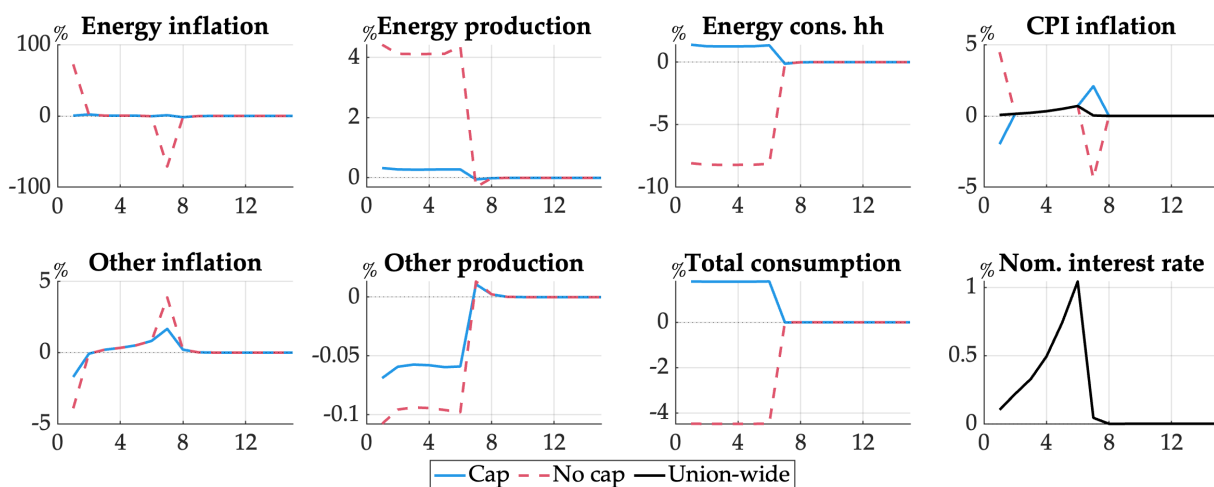 Energy inflation
%
100
0
-100
0 4 8 12
Energy production
%
4
2
0
0 4 8 12
Energy cons. hh
%
0
-5
-10
0 4 8 12
CPI inflation
%
5
0
-5
0 4 8 12
Other inflation
%
5
0
-5
0 4 8 12
Other production
%
0
-0.05
-0.1
0 4 8 12
Total consumption
%
0
-2
-4
0 4 8 12
Nom. interest rate
%
1
0.5
0
0 4 8 12
Cap No cap Union-wide